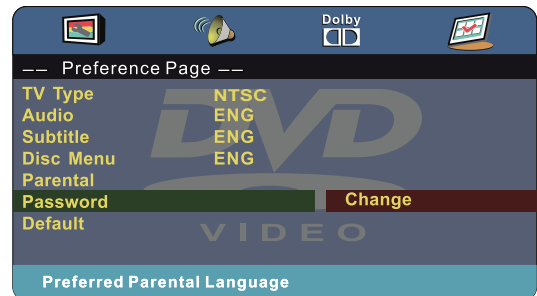 Dolby
—— Preference Page ——
TV Type NTSC
Audio ENG
Subtitle ENG
Disc Menu ENG
Parental
Password Change
Default
DVD
VIDEO
Preferred Parental Language